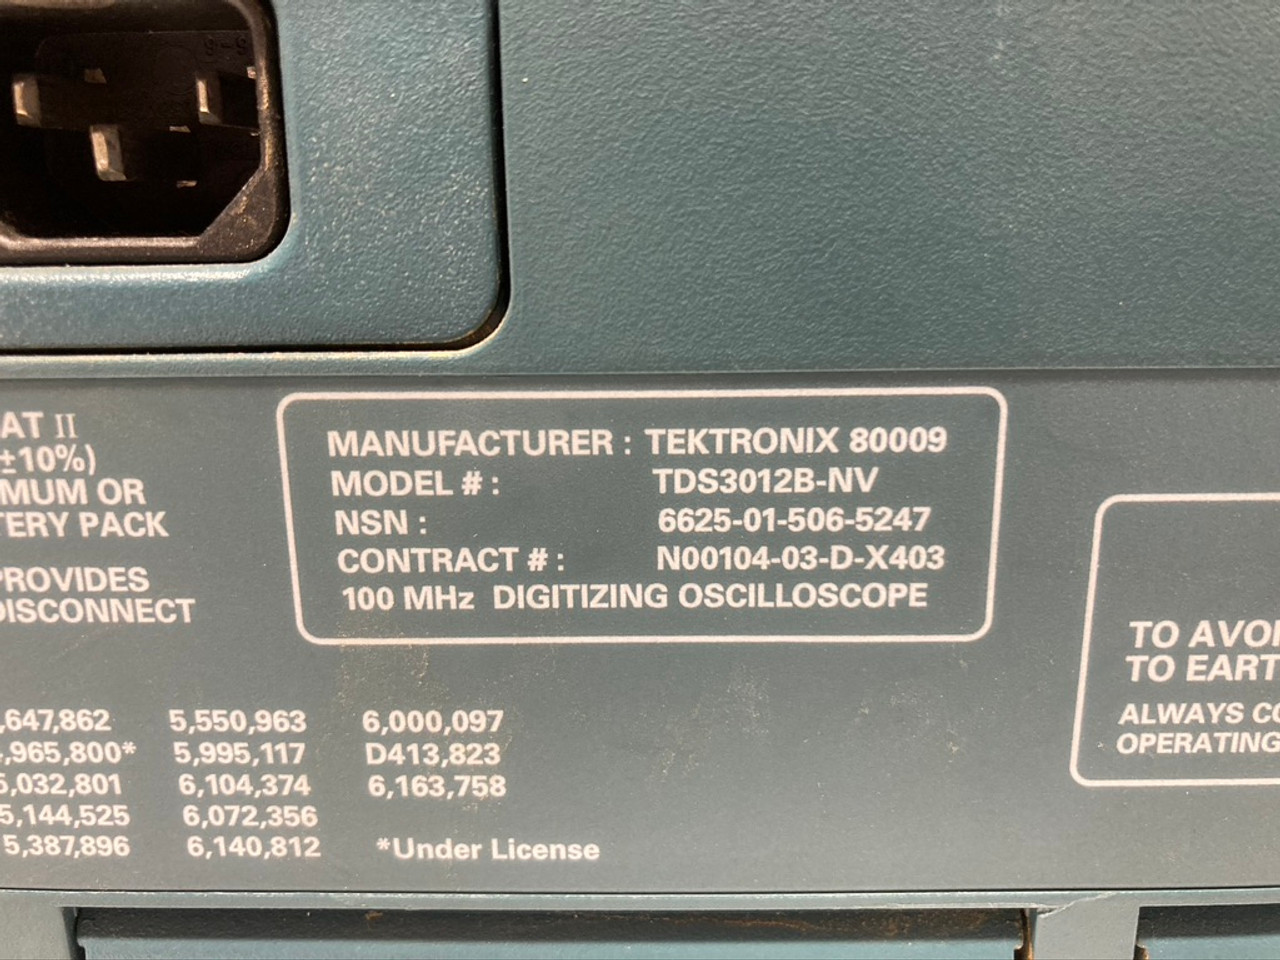 AT II
±10%)
MUM OR
TERY PACK
PROVIDES
DISCONNECT
MANUFACTURER : TEKTRONIX 80009
MODEL # : TDS3012B-NV
NSN : 6625-01-506-5247
CONTRACT # : N00104-03-D-X403
100 MHz DIGITIZING OSCILLOSCOPE
TO AVOI
TO EART
ALWAYS CO
OPERATING
,647,862 5,550,963 6,000,097
,965,800* 5,995,117 D413,823
5,032,801 6,104,374 6,163,758
5,144,525 6,072,356
5,387,896 6,140,812 *Under License